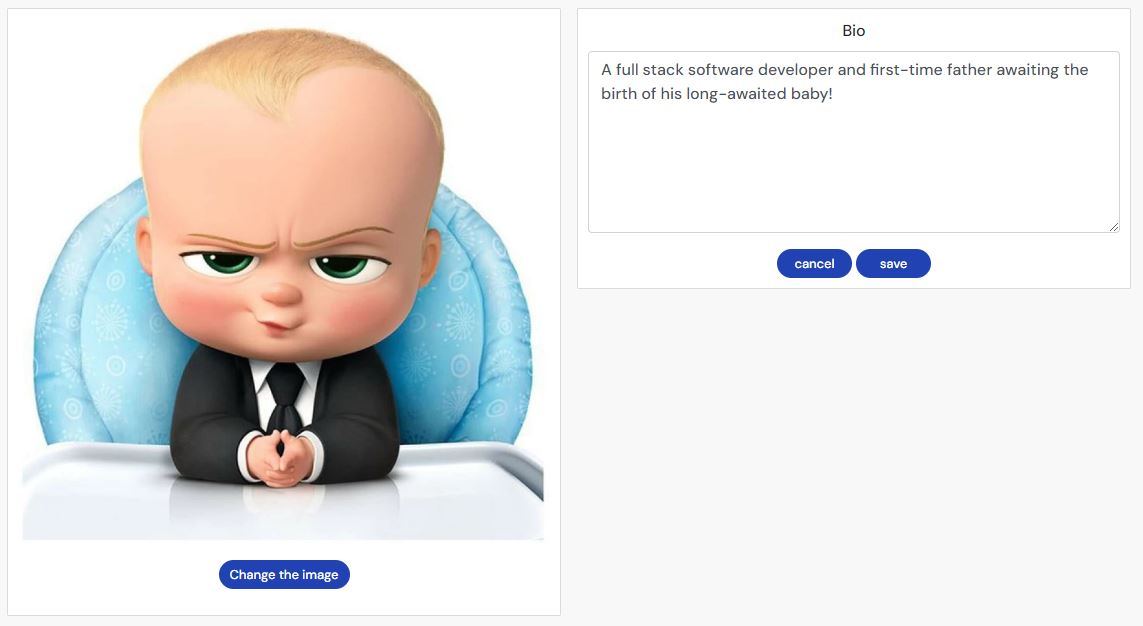 Bio
A full stack software developer and first-time father awaiting the
birth of his long-awaited baby!
cancel save
Change the image